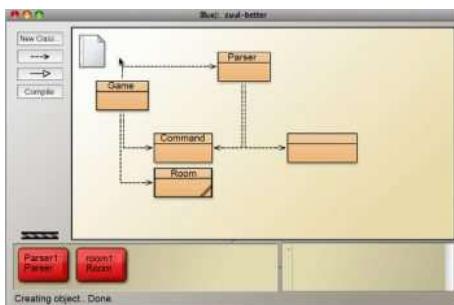 BlueJ: zuul-better
New Class...
Compile
Parser
Game
Command
Room
Parser1:
Parser
room1:
Room
Creating object.. Done.